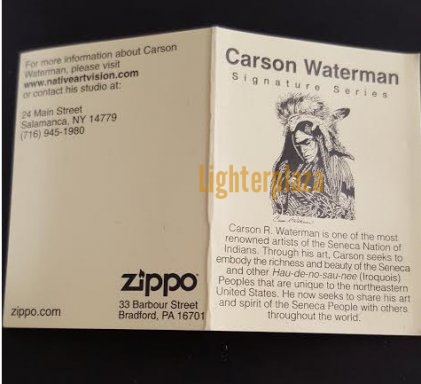 For more information about Carson
Waterman, please visit
www.nativeartvision.com
or contact his studio at:
24 Main Street
Salamanca, NY 14779
(716) 945-1980
zippo
33 Barbour Street
Bradford, PA 16701
zippo.com
Carson Waterman
Signature Series
Lighterplaza
Carson R. Waterman is one of the most
renowned artists of the Seneca Nation of
Indians. Through his art, Carson seeks to
embody the richness and beauty of the Seneca
and other Hau-de-no-sau-nee (Iroquois)
Peoples that are unique to the northeastern
United States. He now seeks to share his art
and spirit of the Seneca People with others
throughout the world.